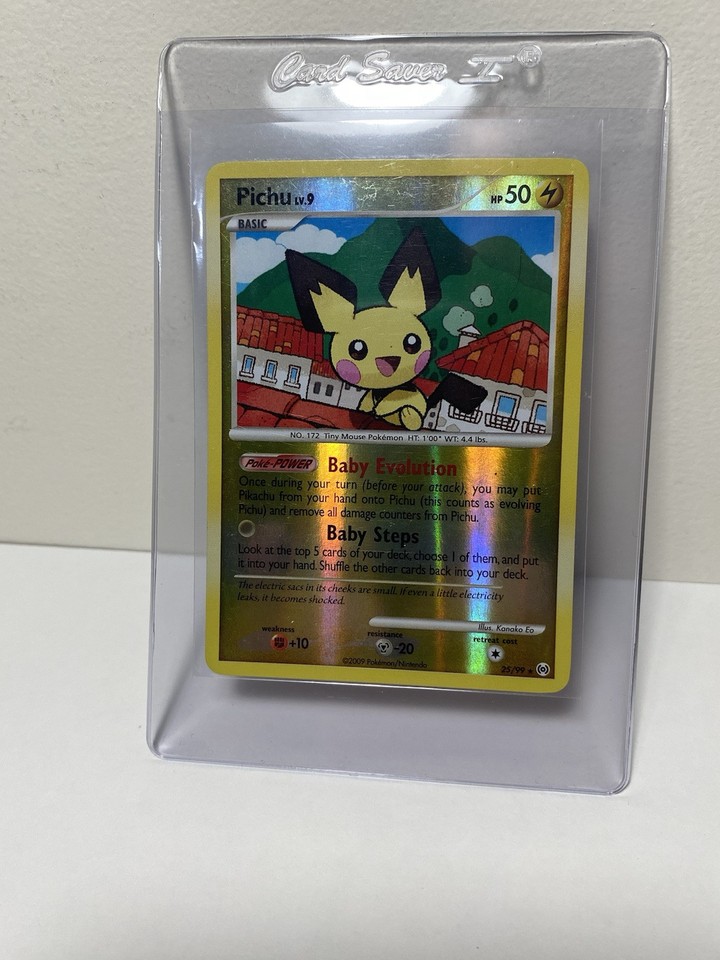 Card Saver I ®
Pichu LV.9 HP 50
BASIC
NO. 172 Tiny Mouse Pokémon HT: 1'00" WT: 4.4 lbs.
Poké-POWER Baby Evolution
Once during your turn (before your attack), you may put
Pikachu from your hand onto Pichu (this counts as evolving
Pichu) and remove all damage counters from Pichu.
Baby Steps
Look at the top 5 cards of your deck, choose 1 of them, and put
it into your hand. Shuffle the other cards back into your deck.
The electric sacs in its cheeks are small. If even a little electricity
leaks, it becomes shocked.
Illus. Kanako Eo
weakness resistance retreat cost
+10 -20
©2009 Pokémon/Nintendo 25/99